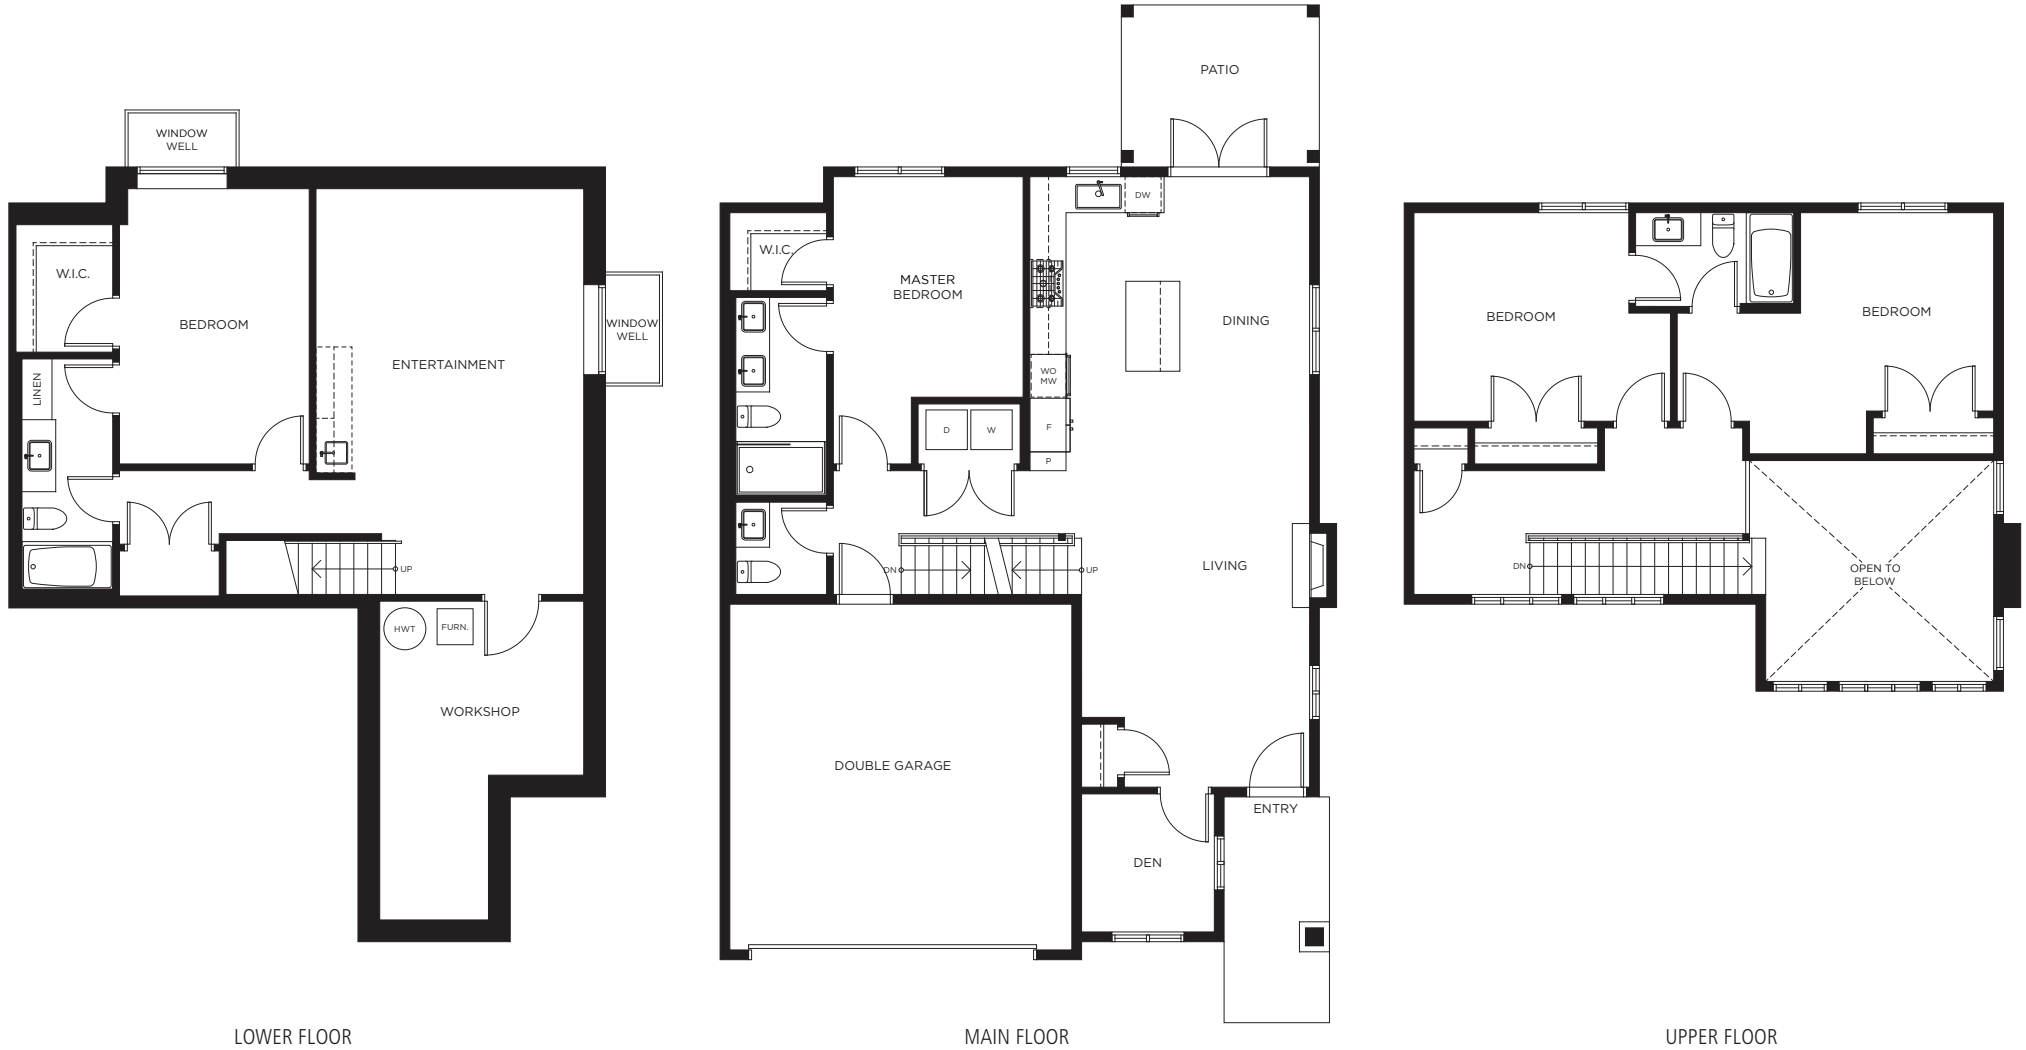 WINDOW
WELL
W.I.C.
BEDROOM
LINEN
ENTERTAINMENT
WINDOW
WELL
UP
HWT
FURN.
WORKSHOP
LOWER FLOOR
PATIO
DW
W.I.C.
MASTER
BEDROOM
DINING
WO
MW
D
W
F
P
DN
UP
LIVING
DOUBLE GARAGE
ENTRY
DEN
MAIN FLOOR
BEDROOM
BEDROOM
DN
OPEN TO
BELOW
UPPER FLOOR